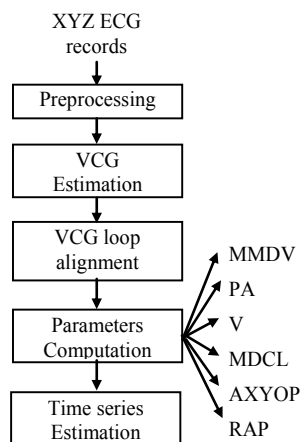 XYZ ECG
records
Preprocessing
VCG
Estimation
VCG loop
alignment
Parameters
Computation
MMDV
PA
V
MDCL
AXYOP
RAP
Time series
Estimation